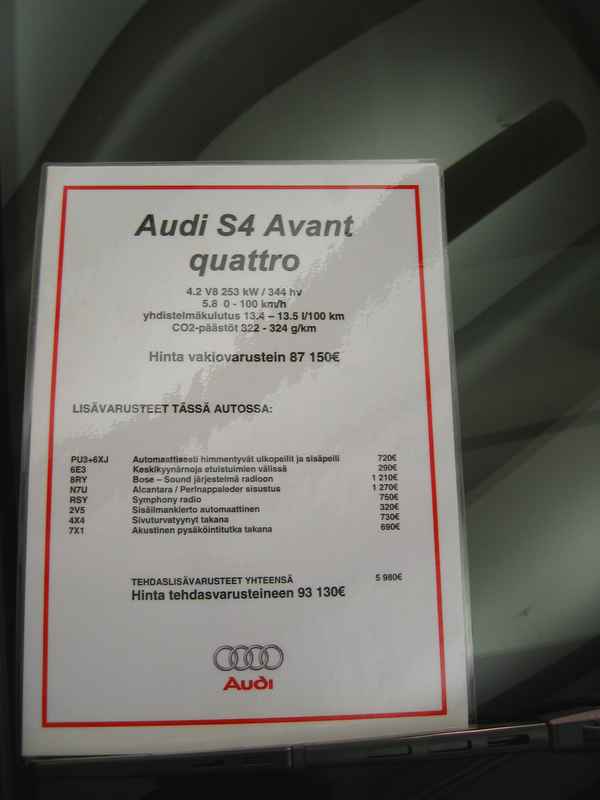 Audi S4 Avant
quattro
4.2 V8 253 kW / 344 hv
5.8 0 - 100 km/h
yhdistelmäkulutus 13.4 – 13.5 l/100 km
CO2-päästöt 322 - 324 g/km
Hinta vakiovarustein 87 150€
LISÄVARUSTEET TÄSSÄ AUTOSSA:
PU3+6XJ Automaattisesti himmentyvät ulkopeilit ja sisäpeili 720€
6E3 Keskikyynärnoja etuistuimien välissä 290€
8RY Bose – Sound järjestelmä radioon 1 210€
N7U Alcantara / Perlnappaleder sisustus 1 270€
RSY Symphony radio 750€
2V5 Sisäilmankierto automaattinen 320€
4X4 Sivuturvatyynyt takana 730€
7X1 Akustinen pysäköintitutka takana 690€
TEHDASLISÄVARUSTEET YHTEENSÄ 5 980€
Hinta tehdasvarusteineen 93 130€
Audi